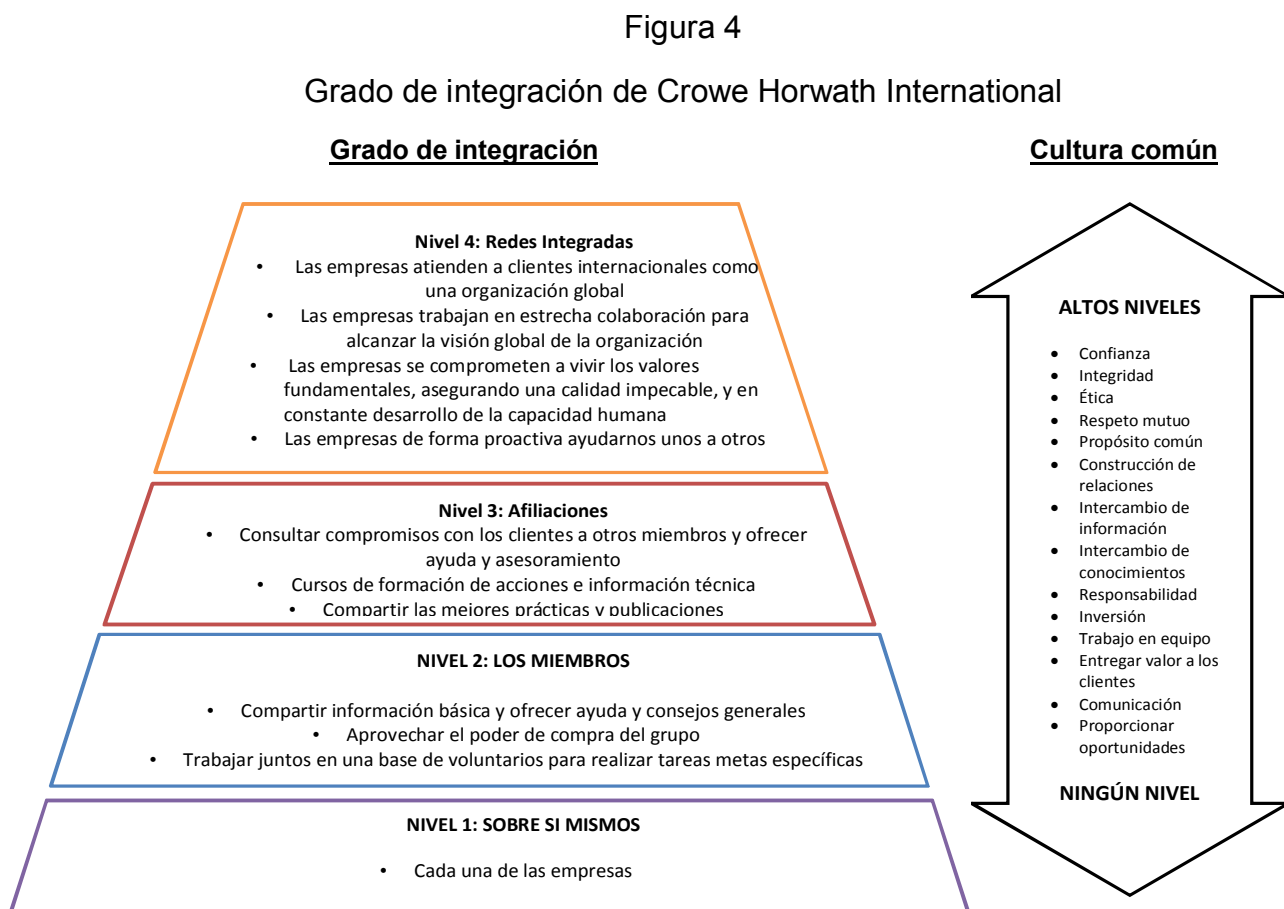 Figura 4
Grado de integración de Crowe Horwath International
Grado de integración
Nivel 4: Redes Integradas
• Las empresas atienden a clientes internacionales como
una organización global
• Las empresas trabajan en estrecha colaboración para
alcanzar la visión global de la organización
• Las empresas se comprometen a vivir los valores
fundamentales, asegurando una calidad impecable, y en
constante desarrollo de la capacidad humana
• Las empresas de forma proactiva ayudarnos unos a otros
Nivel 3: Afiliaciones
• Consultar compromisos con los clientes a otros miembros y ofrecer
ayuda y asesoramiento
• Cursos de formación de acciones e información técnica
• Compartir las mejores prácticas y publicaciones
NIVEL 2: LOS MIEMBROS
• Compartir información básica y ofrecer ayuda y consejos generales
• Aprovechar el poder de compra del grupo
• Trabajar juntos en una base de voluntarios para realizar tareas metas específicas
NIVEL 1: SOBRE SI MISMOS
• Cada una de las empresas
Cultura común
ALTOS NIVELES
• Confianza
• Integridad
• Ética
• Respeto mutuo
• Propósito común
• Construcción de
relaciones
• Intercambio de
información
• Intercambio de
conocimientos
• Responsabilidad
• Inversión
• Trabajo en equipo
• Entregar valor a los
clientes
• Comunicación
• Proporcionar
oportunidades
NINGÚN NIVEL